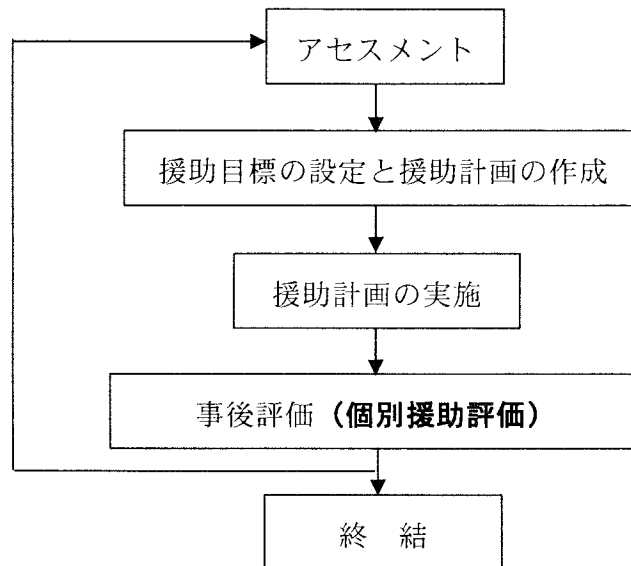 アセスメント
援助目標の設定と援助計画の作成
援助計画の実施
事後評価（個別援助評価）
終　結